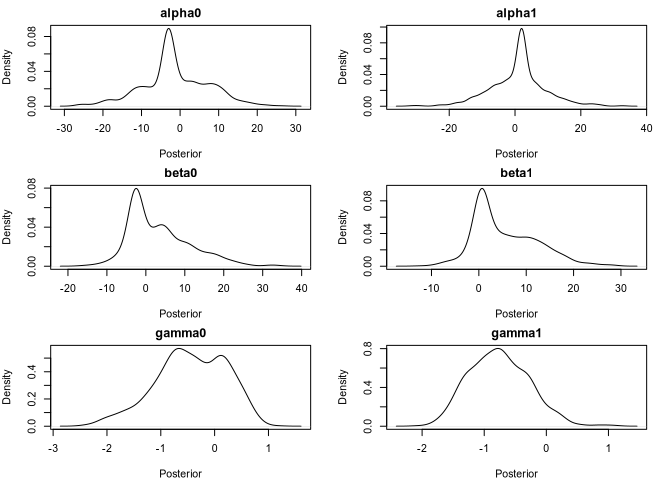 alpha0
Density
0.00 0.04 0.08
-30 -20 -10 0 10 20 30
Posterior
alpha1
Density
0.00 0.04 0.08
-20 0 20 40
Posterior
beta0
Density
0.00 0.04 0.08
-20 -10 0 10 20 30 40
Posterior
beta1
Density
0.00 0.04 0.08
-10 0 10 20 30
Posterior
gamma0
Density
0.0 0.2 0.4
-3 -2 -1 0 1
Posterior
gamma1
Density
0.0 0.4 0.8
-2 -1 0 1
Posterior